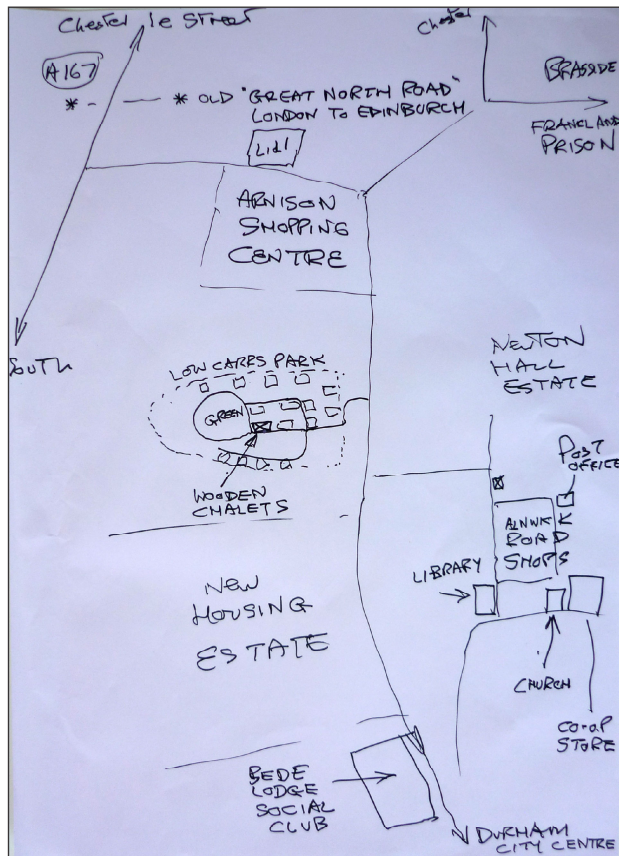 Chester le Street
Chester
A167
BRASSIDE
* - — * OLD "GREAT NORTH ROAD"
LONDON TO EDINBURGH
FRANCLAND
PRISON
Lidl
ARNISON
SHOPPING
CENTRE
SOUTH
NEWTON
HALL
ESTATE
LOW CARRS PARK
GREEN
POST
OFFICE
WOODEN
CHALETS
ALNWICK
ROAD
SHOPS
LIBRARY
NEW
HOUSING
ESTATE
CHURCH
CO-OP
STORE
BEDE
LODGE
SOCIAL
CLUB
DURHAM
CITY CENTRE